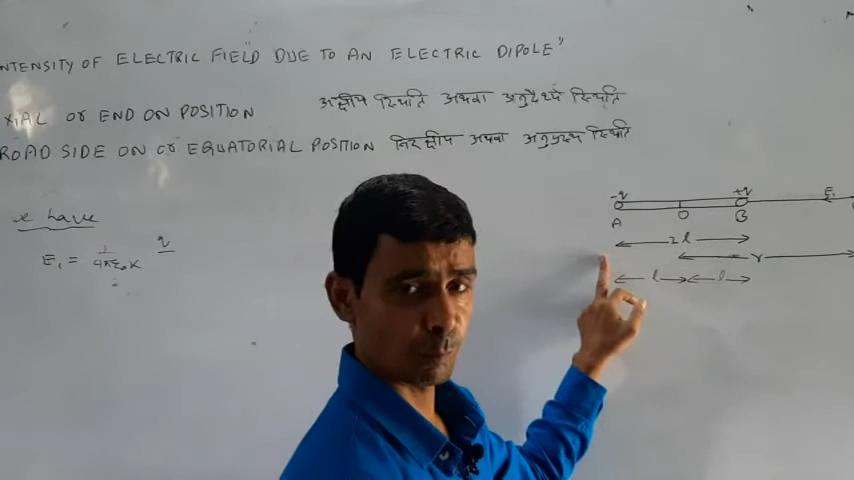 NTENSITY OF ELECTRIC FIELD DUE TO AN ELECTRIC DIPOLE"
XIAL OR END ON POSITION अक्षीय स्थिति अथवा अनुदैर्ध्य स्थिति
ROAD SIDE ON OR EQUATORIAL POSITION निरक्षीय अथवा अनुप्रस्थ स्थिति
e have
E₁ = 1/4πε₀K q
-q +q E₁
A O B
2l
r
l l